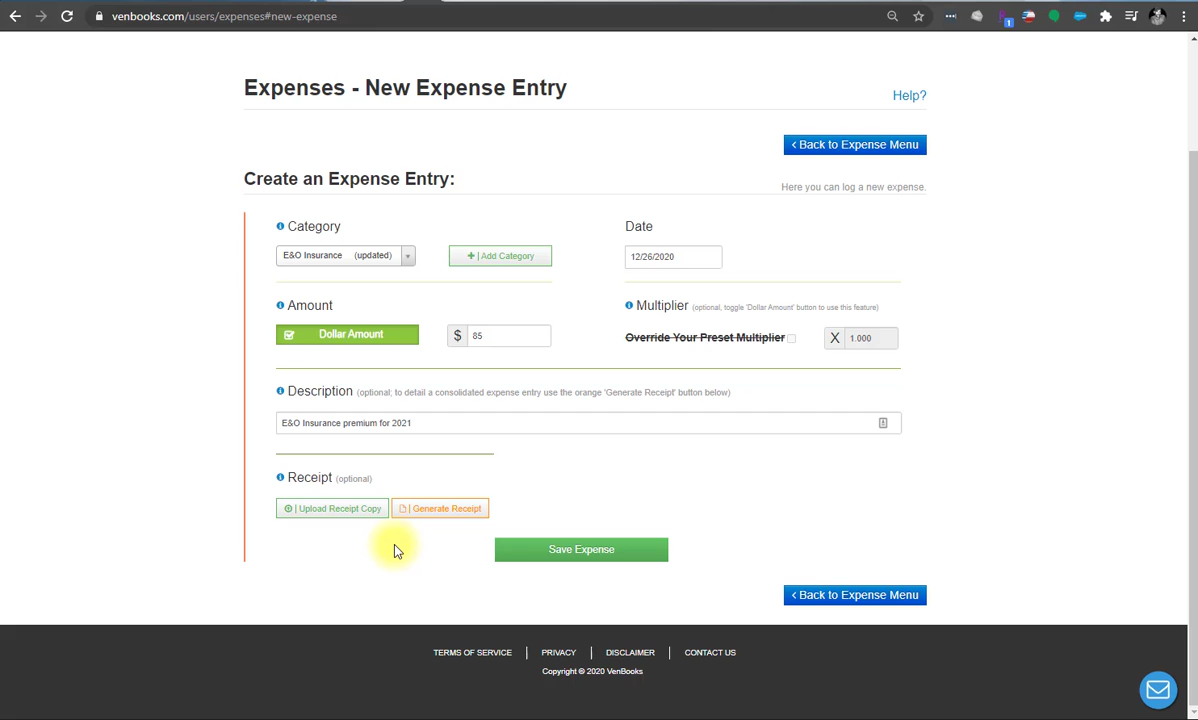 venbooks.com/users/expenses#new-expense
1
Expenses - New Expense Entry
Help?
Back to Expense Menu
Create an Expense Entry:
Here you can log a new expense.
Category
Date
E&O Insurance (updated)
+ | Add Category
12/26/2020
Amount
Multiplier (optional, toggle 'Dollar Amount' button to use this feature)
Dollar Amount
$ 85
Override Your Preset Multiplier
X 1.000
Description (optional; to detail a consolidated expense entry use the orange 'Generate Receipt' button below)
E&O Insurance premium for 2021
Receipt (optional)
| Upload Receipt Copy
| Generate Receipt
Save Expense
Back to Expense Menu
TERMS OF SERVICE | PRIVACY | DISCLAIMER | CONTACT US
Copyright © 2020 VenBooks